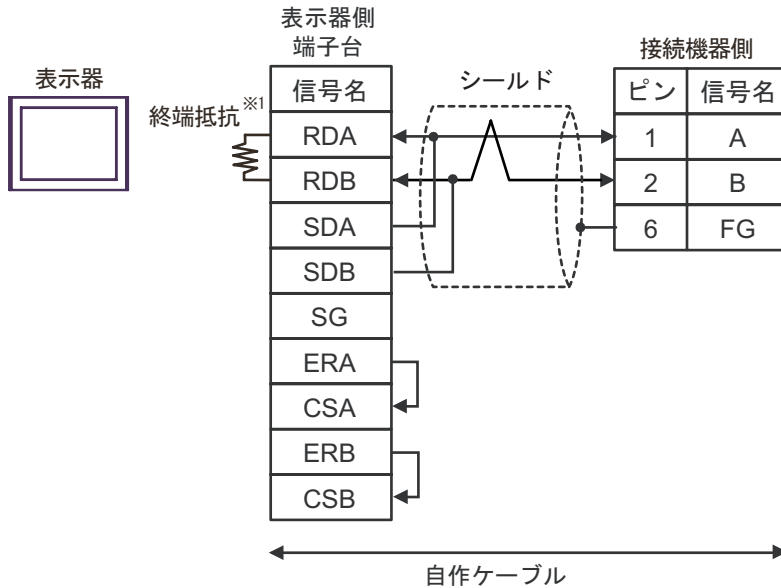 表示器
終端抵抗※1
表示器側
端子台
信号名
RDA
RDB
SDA
SDB
SG
ERA
CSA
ERB
CSB
シールド
接続機器側
ピン 信号名
1 A
2 B
6 FG
自作ケーブル